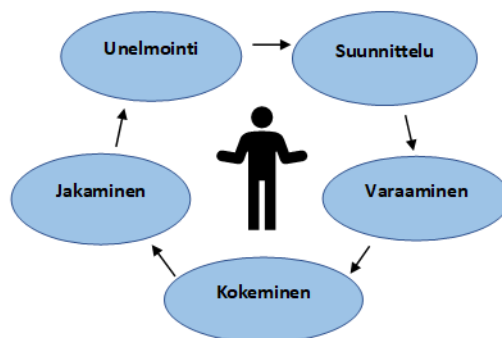 Unelmointi
Suunnittelu
Varaaminen
Kokeminen
Jakaminen